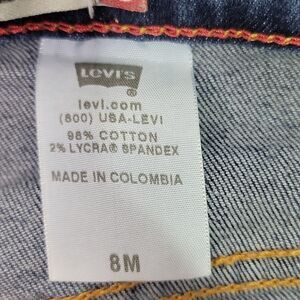 Levi's
®
levi.com
(800) USA-LEVI
98% COTTON
2% LYCRA® SPANDEX
MADE IN COLOMBIA
8M